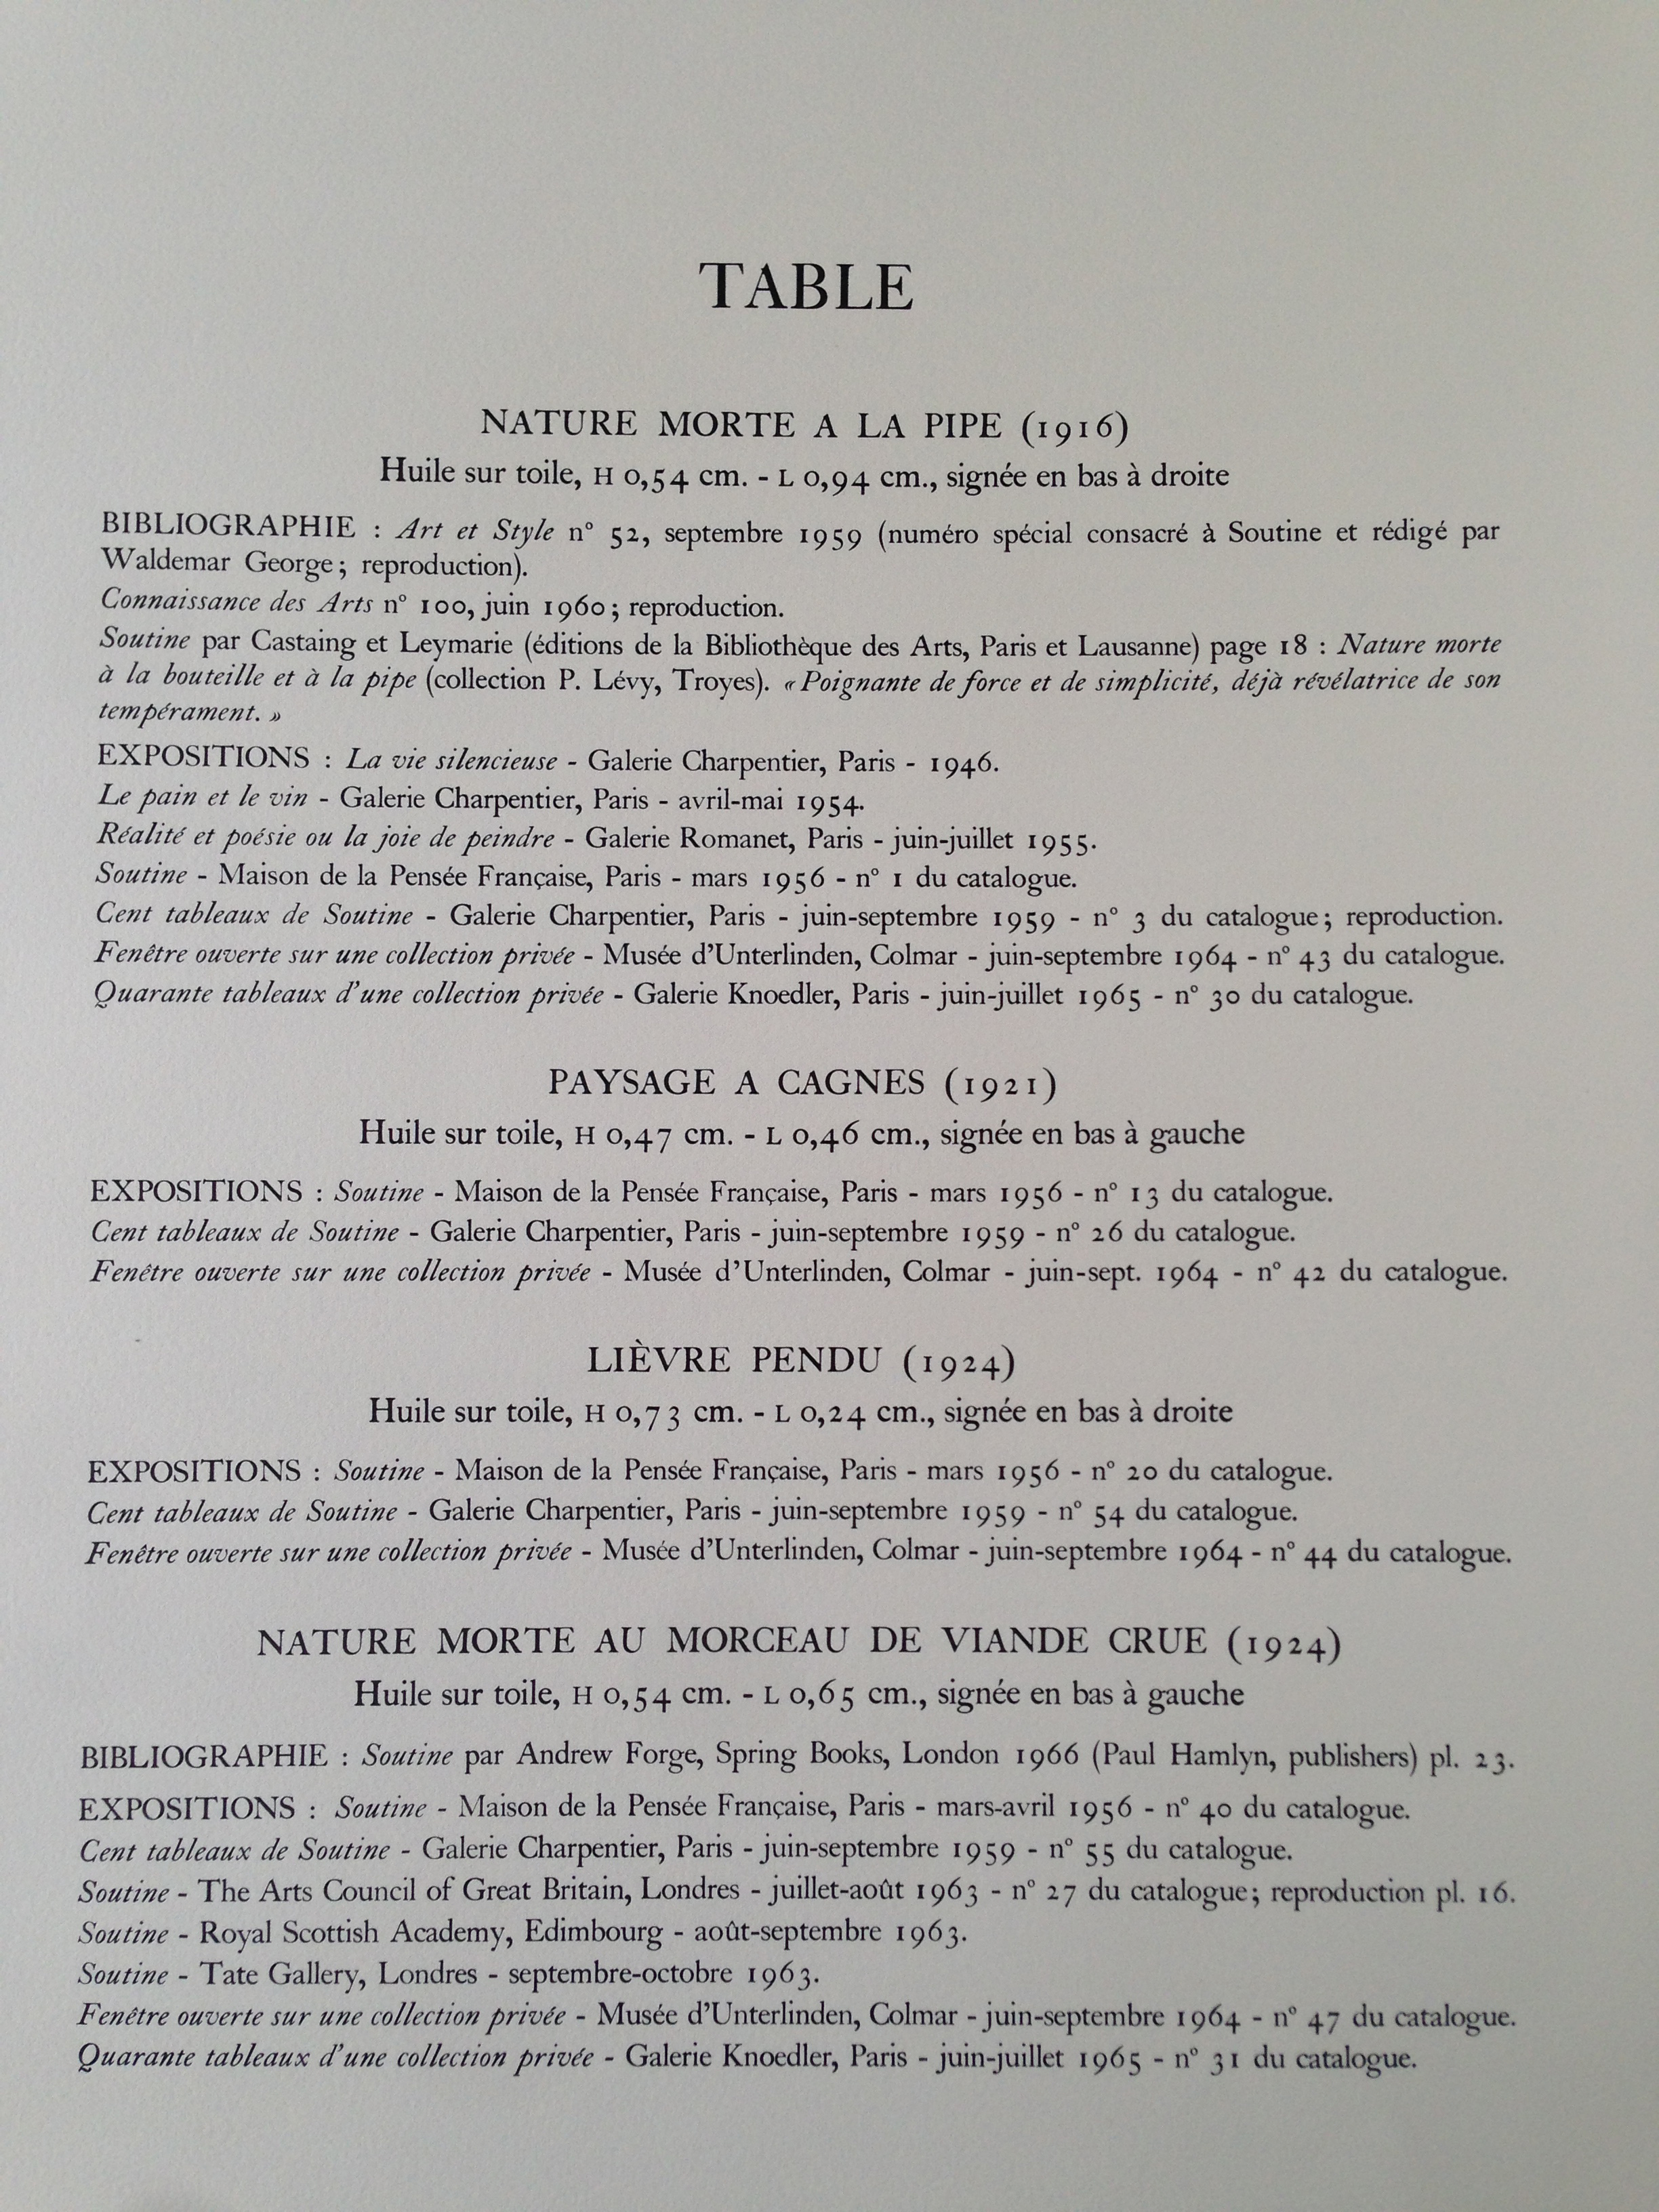 TABLE
NATURE MORTE A LA PIPE (1916)
Huile sur toile, H 0,54 cm. - L 0,94 cm., signée en bas à droite
BIBLIOGRAPHIE : Art et Style n° 52, septembre 1959 (numéro spécial consacré à Soutine et rédigé par
Waldemar George; reproduction).
Connaissance des Arts n° 100, juin 1960; reproduction.
Soutine par Castaing et Leymarie (éditions de la Bibliothèque des Arts, Paris et Lausanne) page 18 : Nature morte
à la bouteille et à la pipe (collection P. Lévy, Troyes). « Poignante de force et de simplicité, déjà révélatrice de son
tempérament. »
EXPOSITIONS : La vie silencieuse - Galerie Charpentier, Paris - 1946.
Le pain et le vin - Galerie Charpentier, Paris - avril-mai 1954.
Réalité et poésie ou la joie de peindre - Galerie Romanet, Paris - juin-juillet 1955.
Soutine - Maison de la Pensée Française, Paris - mars 1956 - n° 1 du catalogue.
Cent tableaux de Soutine - Galerie Charpentier, Paris - juin-septembre 1959 - n° 3 du catalogue; reproduction.
Fenêtre ouverte sur une collection privée - Musée d'Unterlinden, Colmar - juin-septembre 1964 - n° 43 du catalogue.
Quarante tableaux d'une collection privée - Galerie Knoedler, Paris - juin-juillet 1965 - n° 30 du catalogue.
PAYSAGE A CAGNES (1921)
Huile sur toile, H 0,47 cm. - L 0,46 cm., signée en bas à gauche
EXPOSITIONS : Soutine - Maison de la Pensée Française, Paris - mars 1956 - n° 13 du catalogue.
Cent tableaux de Soutine - Galerie Charpentier, Paris - juin-septembre 1959 - n° 26 du catalogue.
Fenêtre ouverte sur une collection privée - Musée d'Unterlinden, Colmar - juin-sept. 1964 - n° 42 du catalogue.
LIÈVRE PENDU (1924)
Huile sur toile, H 0,73 cm. - L 0,24 cm., signée en bas à droite
EXPOSITIONS : Soutine - Maison de la Pensée Française, Paris - mars 1956 - n° 20 du catalogue.
Cent tableaux de Soutine - Galerie Charpentier, Paris - juin-septembre 1959 - n° 54 du catalogue.
Fenêtre ouverte sur une collection privée - Musée d'Unterlinden, Colmar - juin-septembre 1964 - n° 44 du catalogue.
NATURE MORTE AU MORCEAU DE VIANDE CRUE (1924)
Huile sur toile, H 0,54 cm. - L 0,65 cm., signée en bas à gauche
BIBLIOGRAPHIE : Soutine par Andrew Forge, Spring Books, London 1966 (Paul Hamlyn, publishers) pl. 23.
EXPOSITIONS : Soutine - Maison de la Pensée Française, Paris - mars-avril 1956 - n° 40 du catalogue.
Cent tableaux de Soutine - Galerie Charpentier, Paris - juin-septembre 1959 - n° 55 du catalogue.
Soutine - The Arts Council of Great Britain, Londres - juillet-août 1963 - n° 27 du catalogue; reproduction pl. 16.
Soutine - Royal Scottish Academy, Edimbourg - août-septembre 1963.
Soutine - Tate Gallery, Londres - septembre-octobre 1963.
Fenêtre ouverte sur une collection privée - Musée d'Unterlinden, Colmar - juin-septembre 1964 - n° 47 du catalogue.
Quarante tableaux d'une collection privée - Galerie Knoedler, Paris - juin-juillet 1965 - n° 31 du catalogue.